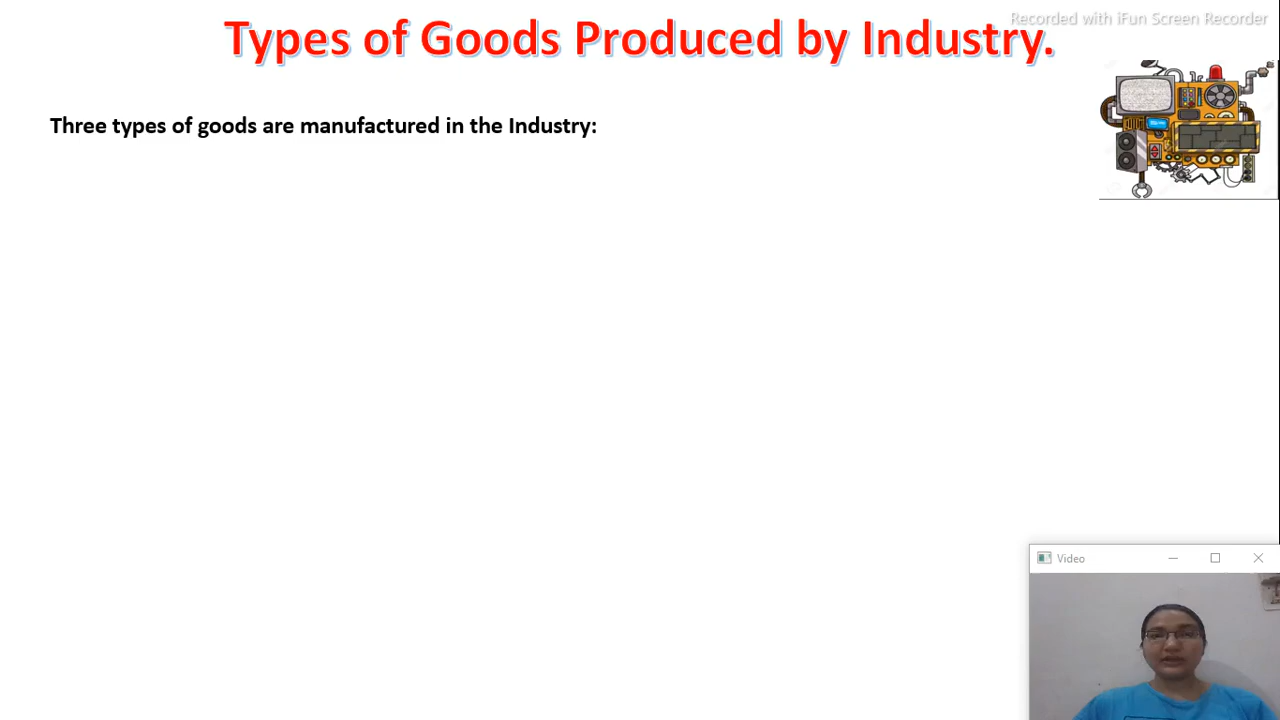 Recorded with iFun Screen Recorder
Types of Goods Produced by Industry.
Three types of goods are manufactured in the Industry:
Video